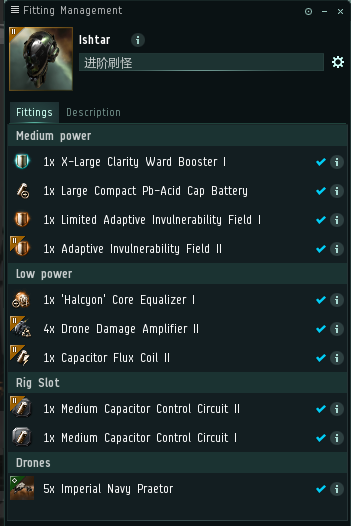 Fitting Management
Ishtar
进阶刷怪
Fittings Description
Medium power
1x X-Large Clarity Ward Booster I
1x Large Compact Pb-Acid Cap Battery
1x Limited Adaptive Invulnerability Field I
1x Adaptive Invulnerability Field II
Low power
1x 'Halcyon' Core Equalizer I
4x Drone Damage Amplifier II
1x Capacitor Flux Coil II
Rig Slot
1x Medium Capacitor Control Circuit II
1x Medium Capacitor Control Circuit I
Drones
5x Imperial Navy Praetor